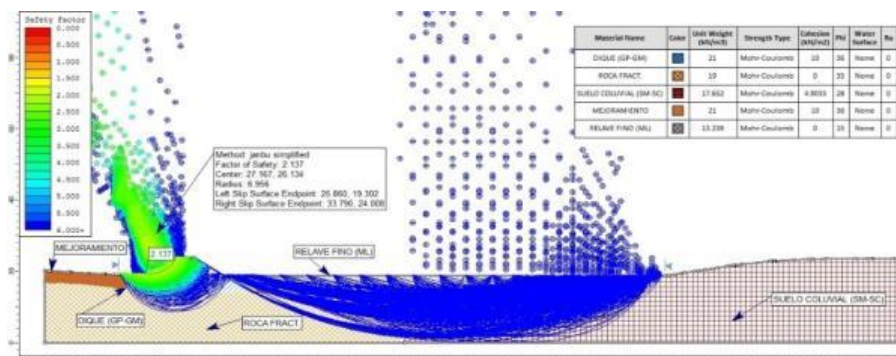 Safety Factor
0.000
0.500
1.000
1.500
2.000
2.500
3.000
3.500
4.000
4.500
5.000
5.500
6.000+
Material Name Color Unit Weight (kN/m3) Strength Type Cohesion (kN/m2) Phi Water Surface Ru
DIQUE (GP-GM) 21 Mohr-Coulomb 10 36 None 0
ROCA FRACT. 19 Mohr-Coulomb 0 35 None 0
SUELO COLUVIAL (SM-SC) 17.652 Mohr-Coulomb 4.9033 28 None 0
MEJORAMIENTO 21 Mohr-Coulomb 10 36 None 0
RELAVE FINO (ML) 13.239 Mohr-Coulomb 0 None 0
Method: janbu simplified
Factor of Safety: 2.137
Center: 27.167, 26.134
Radius: 6.956
Left Slip Surface Endpoint: 26.860, 19.302
Right Slip Surface Endpoint: 33.790, 24.008
MEJORAMIENTO
2.137
RELAVE FINO (ML)
DIQUE (GP-GM)
ROCA FRACT.
SUELO COLUVIAL (SM-SC)